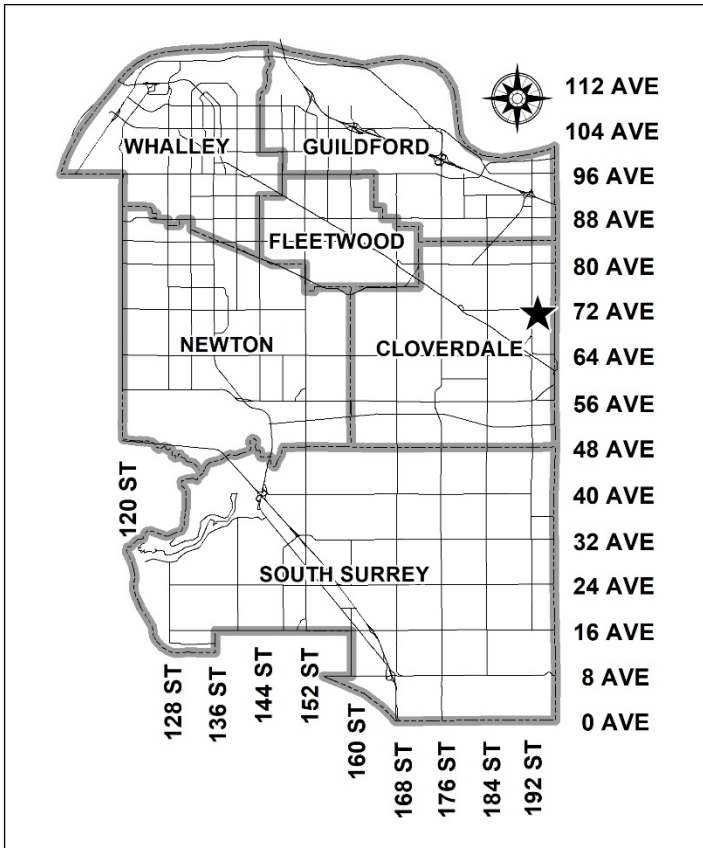 112 AVE
104 AVE
WHALLEY
GUILDFORD
96 AVE
88 AVE
FLEETWOOD
80 AVE
72 AVE
NEWTON
CLOVERDALE
64 AVE
56 AVE
48 AVE
120 ST
40 AVE
32 AVE
SOUTH SURREY
24 AVE
16 AVE
8 AVE
128 ST
136 ST
144 ST
152 ST
160 ST
0 AVE
168 ST
176 ST
184 ST
192 ST